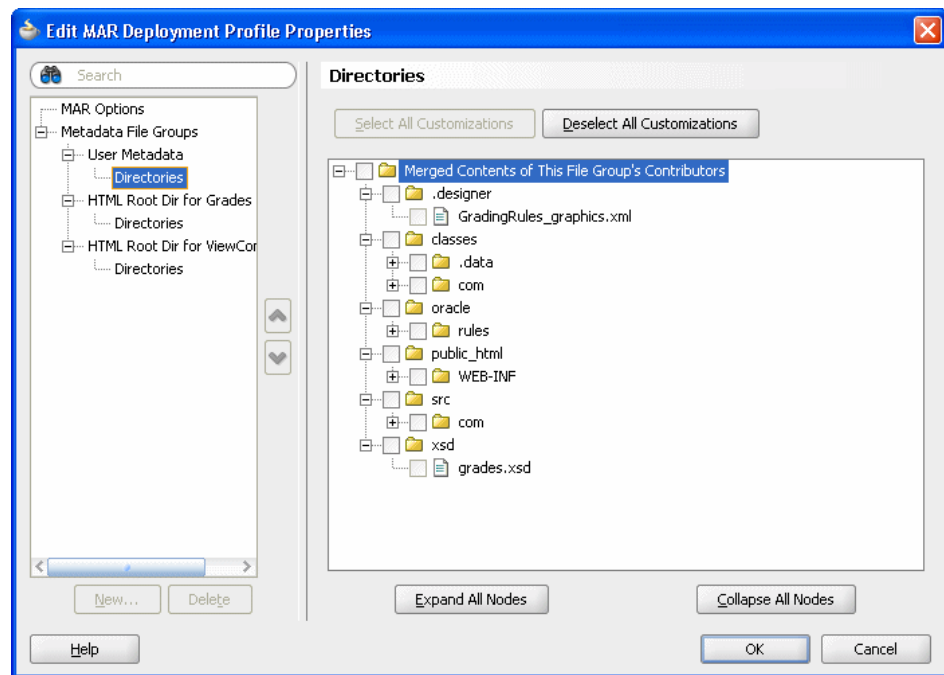 Edit MAR Deployment Profile Properties
Search
MAR Options
Metadata File Groups
User Metadata
Directories
HTML Root Dir for Grades
Directories
HTML Root Dir for ViewCor
Directories
New...
Delete
Directories
Select All Customizations
Deselect All Customizations
Merged Contents of This File Group's Contributors
.designer
GradingRules_graphics.xml
classes
.data
com
oracle
rules
public_html
WEB-INF
src
com
xsd
grades.xsd
Expand All Nodes
Collapse All Nodes
Help
OK
Cancel